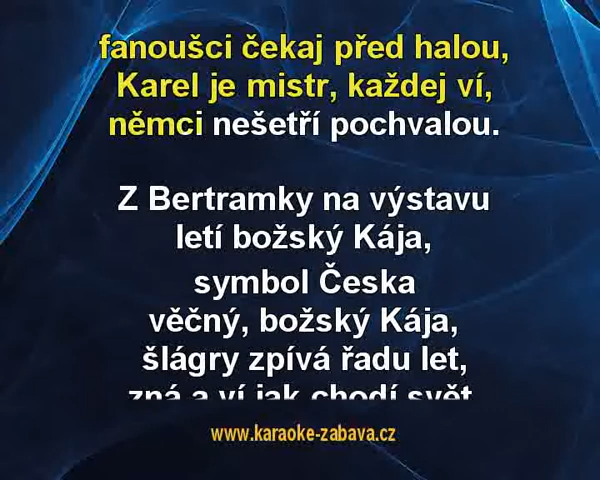 fanoušci čekaj před halou,
Karel je mistr, každej ví,
němci nešetří pochvalou.
Z Bertramky na výstavu
letí božský Kája,
symbol Česka
věčný, božský Kája,
šlágry zpívá řadu let,
zná a ví jak chodí svět
www.karaoke-zabava.cz